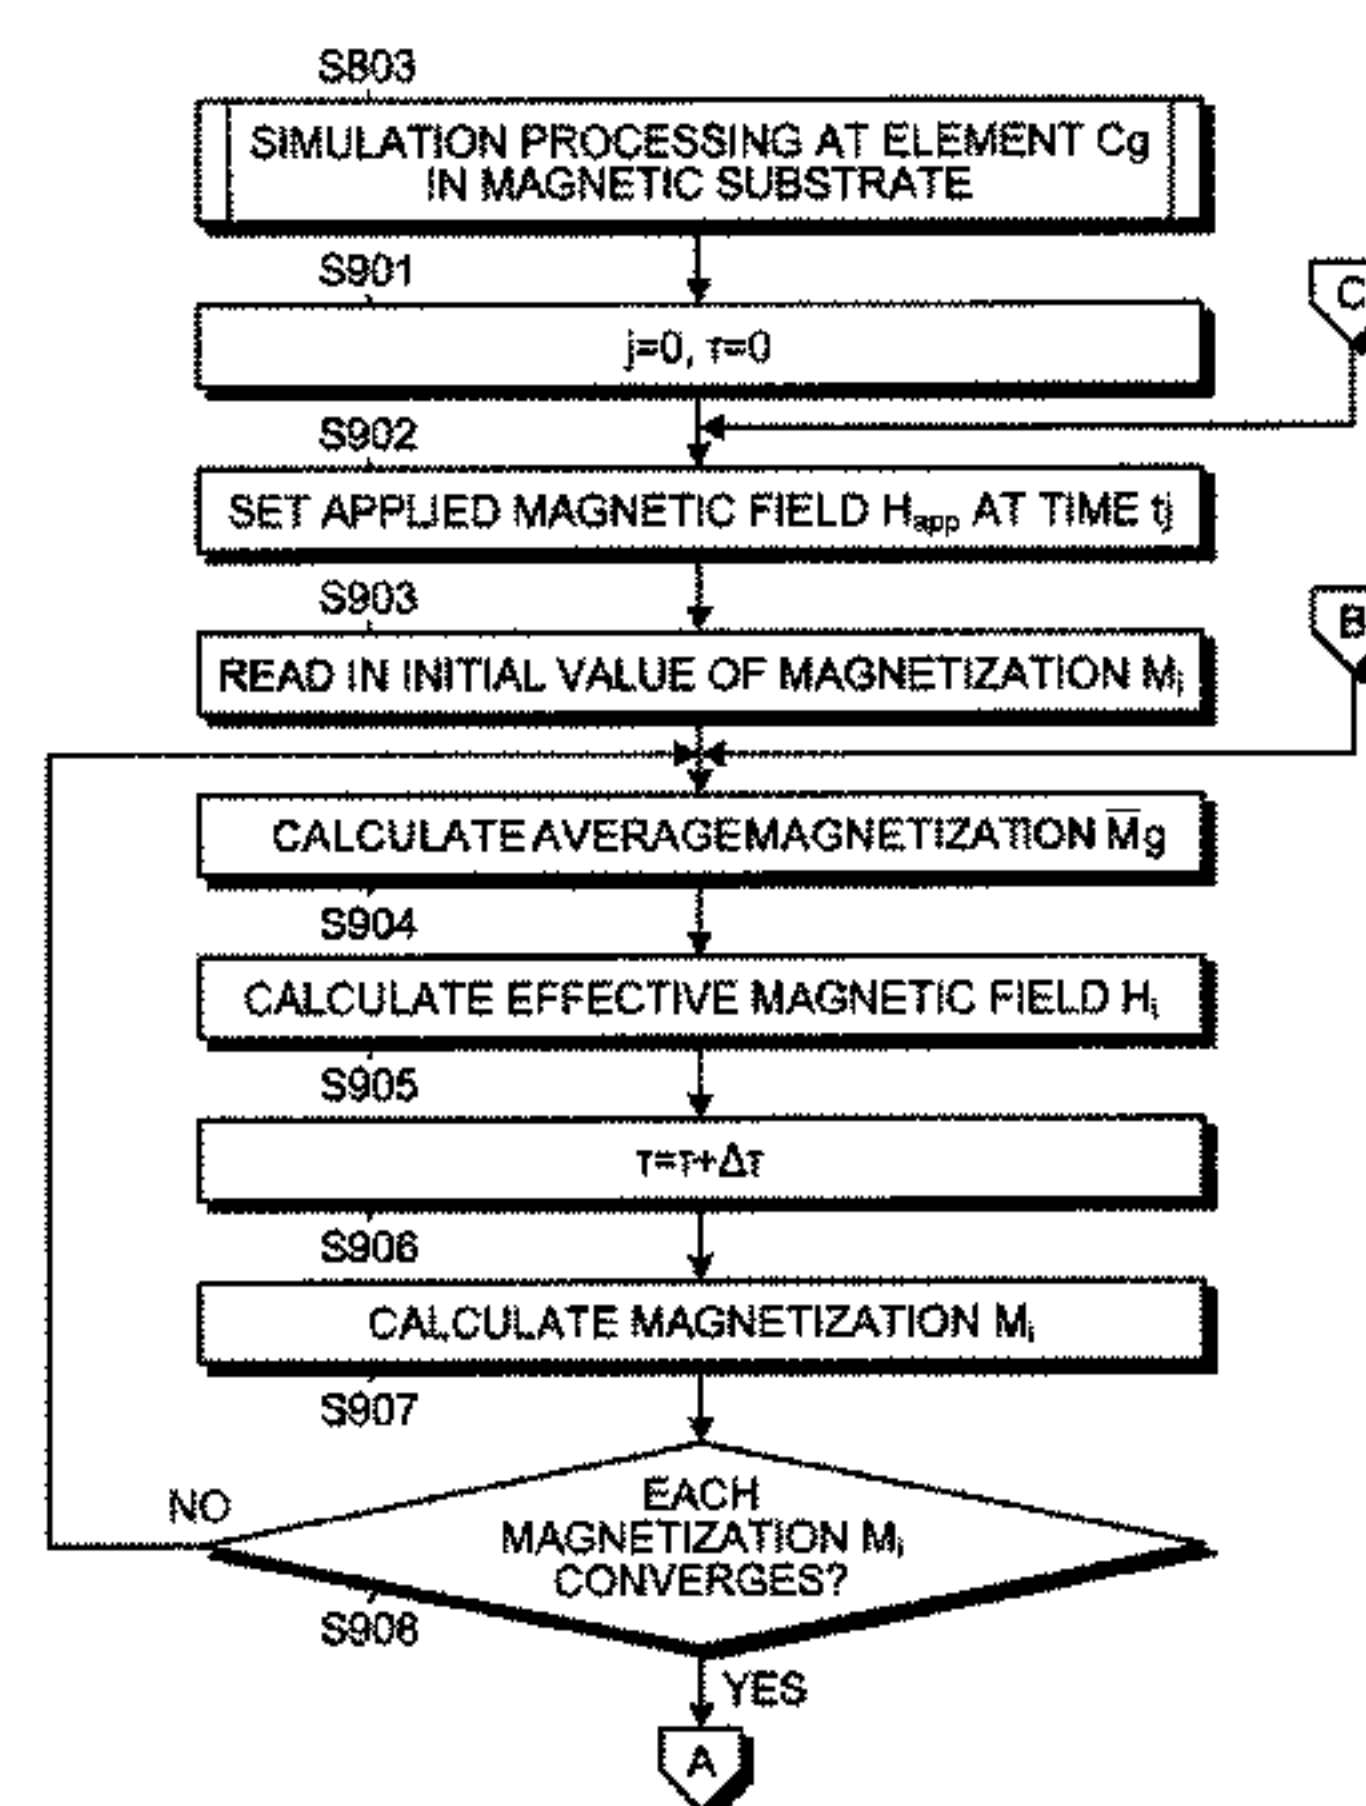 S803
SIMULATION PROCESSING AT ELEMENT Cg
IN MAGNETIC SUBSTRATE
S901
j=0, τ=0
C
S902
SET APPLIED MAGNETIC FIELD Happ AT TIME tj
S903
B
READ IN INITIAL VALUE OF MAGNETIZATION Mi
CALCULATE AVERAGE MAGNETIZATION M̅g
S904
CALCULATE EFFECTIVE MAGNETIC FIELD Hi
S905
τ=τ+Δτ
S906
CALCULATE MAGNETIZATION Mi
S907
EACH
NO
MAGNETIZATION Mi
CONVERGES?
S908
YES
A